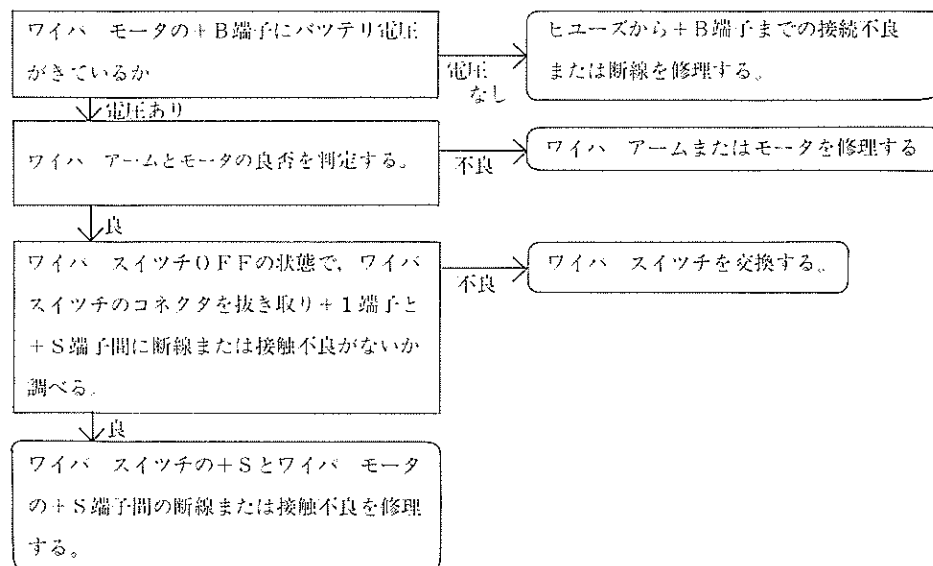 ワイパ モータの+B端子にバツテリ電圧
がきているか
電圧
なし
ヒユーズから+B端子までの接続不良
または断線を修理する。
電圧あり
ワイパ アームとモータの良否を判定する。
不良
ワイパ アームまたはモータを修理する
良
ワイパ スイツチOFFの状態で、ワイパ
スイツチのコネクタを抜き取り+1端子と
+S端子間に断線または接触不良がないか
調べる。
不良
ワイパ スイツチを交換する。
良
ワイパ スイツチの+Sとワイパ モータ
の+S端子間の断線または接触不良を修理
する。